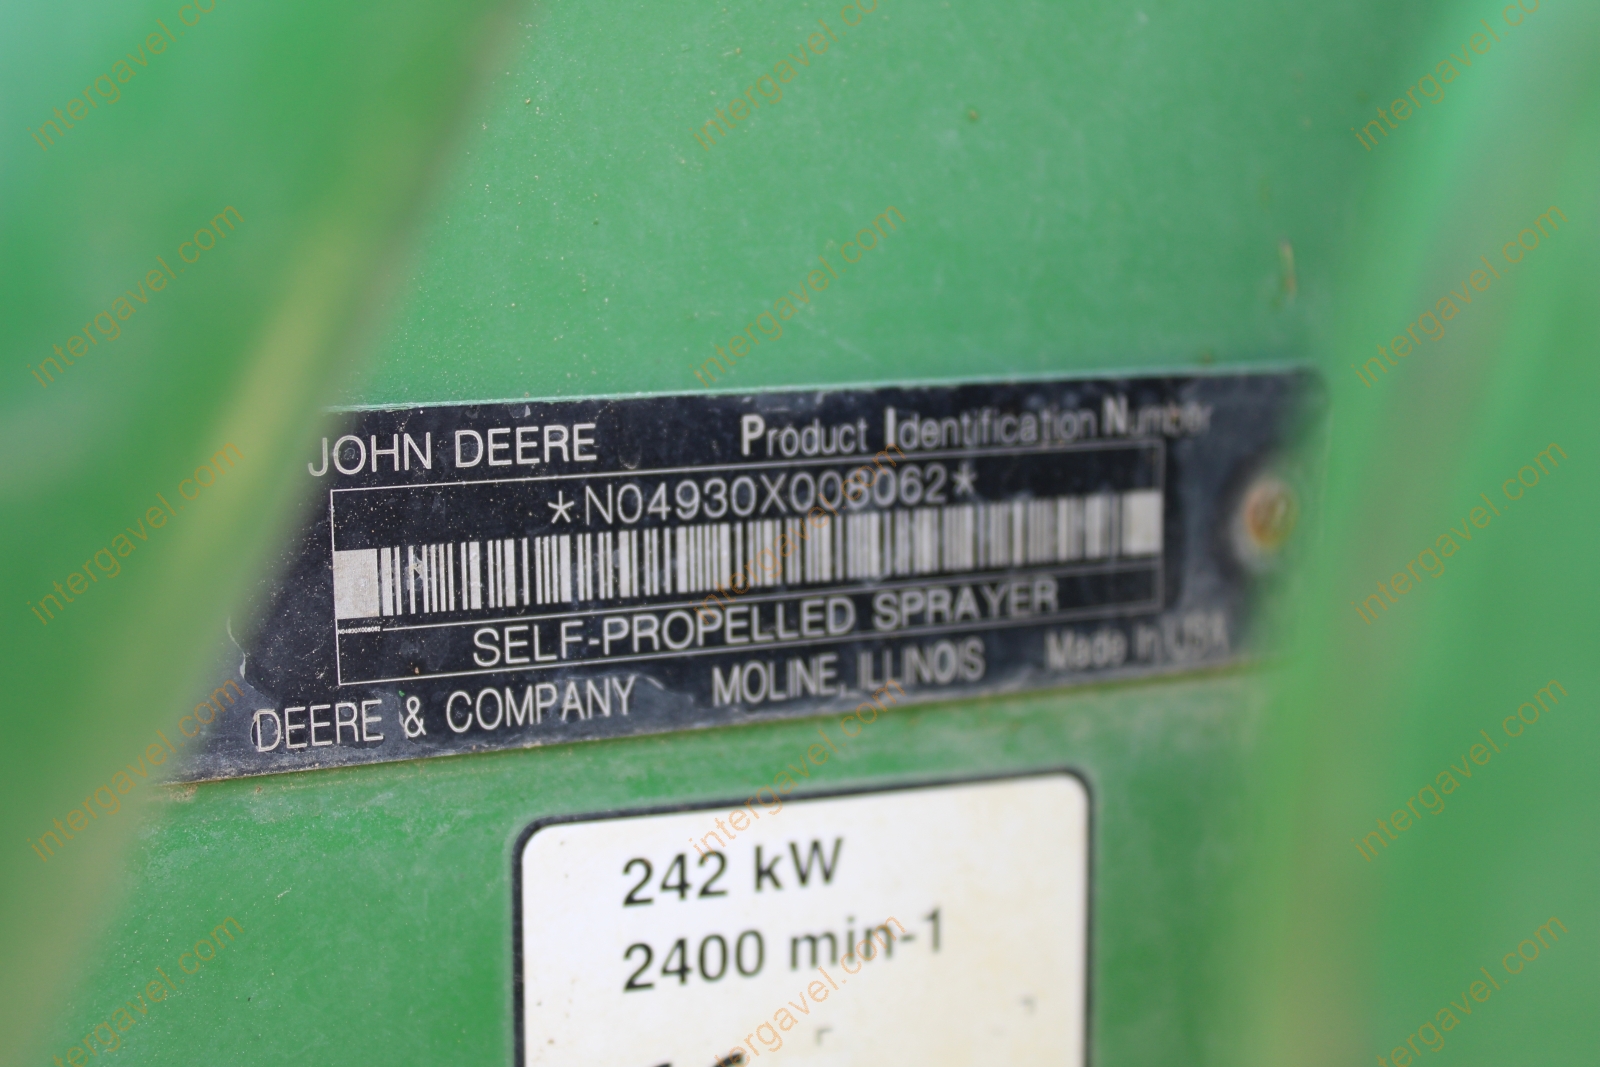 JOHN DEERE Product Identification Number
*N04930X008062*
N04930X008062
SELF-PROPELLED SPRAYER
DEERE & COMPANY MOLINE, ILLINOIS Made In USA
242 kW
2400 min-1
intergavel.com